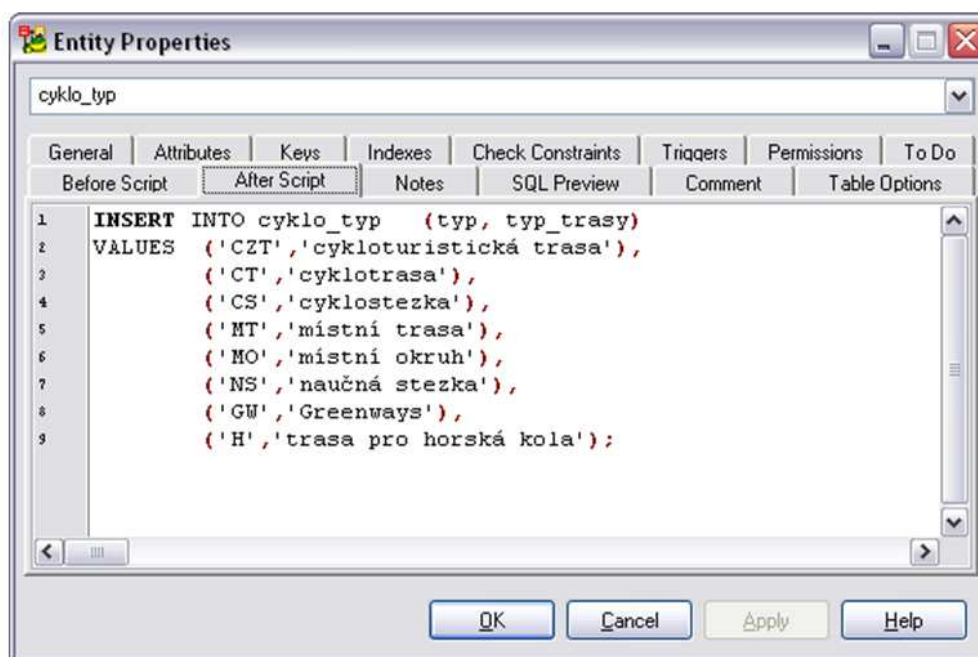 Entity Properties
cyklo_typ
General Attributes Keys Indexes Check Constraints Triggers Permissions To Do
Before Script After Script Notes SQL Preview Comment Table Options
1 INSERT INTO cyklo_typ (typ, typ_trasy)
2 VALUES ('CZT','cykloturistická trasa'),
3 ('CT','cyklotrasa'),
4 ('CS','cyklostezka'),
5 ('MT','místní trasa'),
6 ('MO','místní okruh'),
7 ('NS','naučná stezka'),
8 ('GW','Greenways'),
9 ('H','trasa pro horská kola');
OK Cancel Apply Help